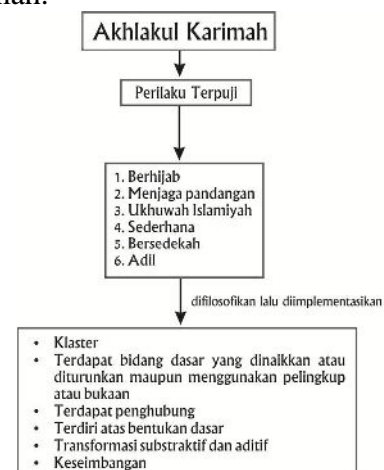 Akhlakul Karimah
Perilaku Terpuji
1. Berhijab
2. Menjaga pandangan
3. Ukhuwah Islamiyah
4. Sederhana
5. Bersedekah
6. Adil
difilosofikan lalu diimplementasikan
• Klaster
• Terdapat bidang dasar yang dinaikkan atau
diturunkan maupun menggunakan pelingkup
atau bukaan
• Terdapat penghubung
• Terdiri atas bentukan dasar
• Transformasi substraktif dan aditif
• Keseimbangan